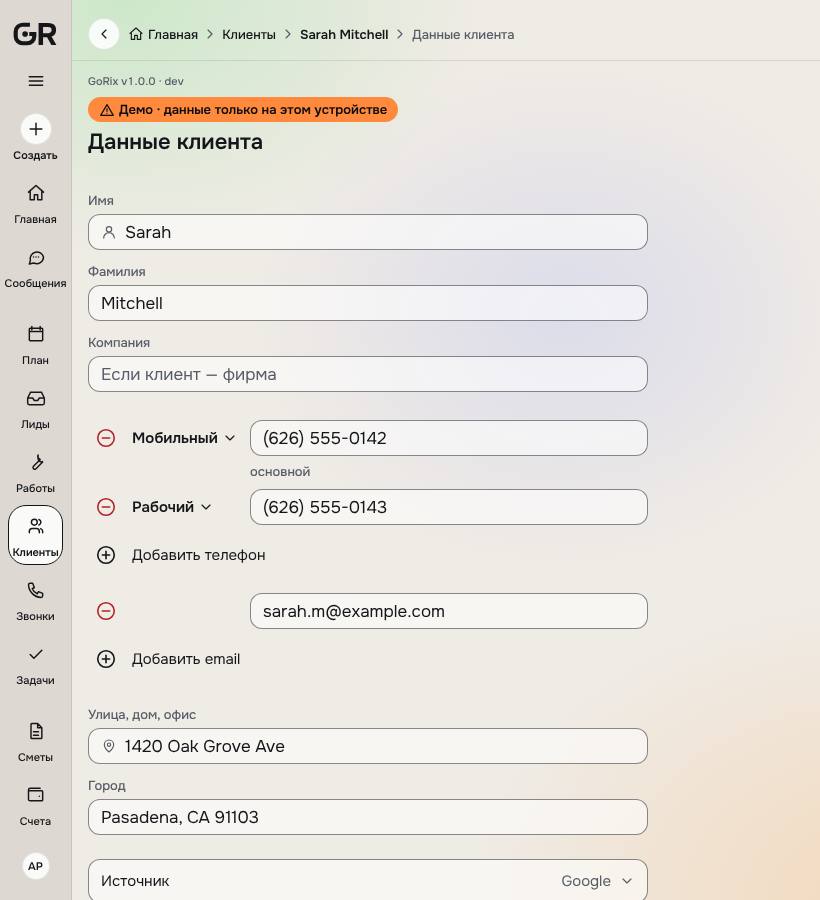 GR
Создать
Главная
Сообщения
План
Лиды
Работы
Клиенты
Звонки
Задачи
Сметы
Счета
AP
Главная > Клиенты > Sarah Mitchell > Данные клиента
GoRix v1.0.0 · dev
Демо · данные только на этом устройстве
Данные клиента
Имя
Sarah
Фамилия
Mitchell
Компания
Если клиент — фирма
Мобильный (626) 555-0142
основной
Рабочий (626) 555-0143
Добавить телефон
sarah.m@example.com
Добавить email
Улица, дом, офис
1420 Oak Grove Ave
Город
Pasadena, CA 91103
Источник Google